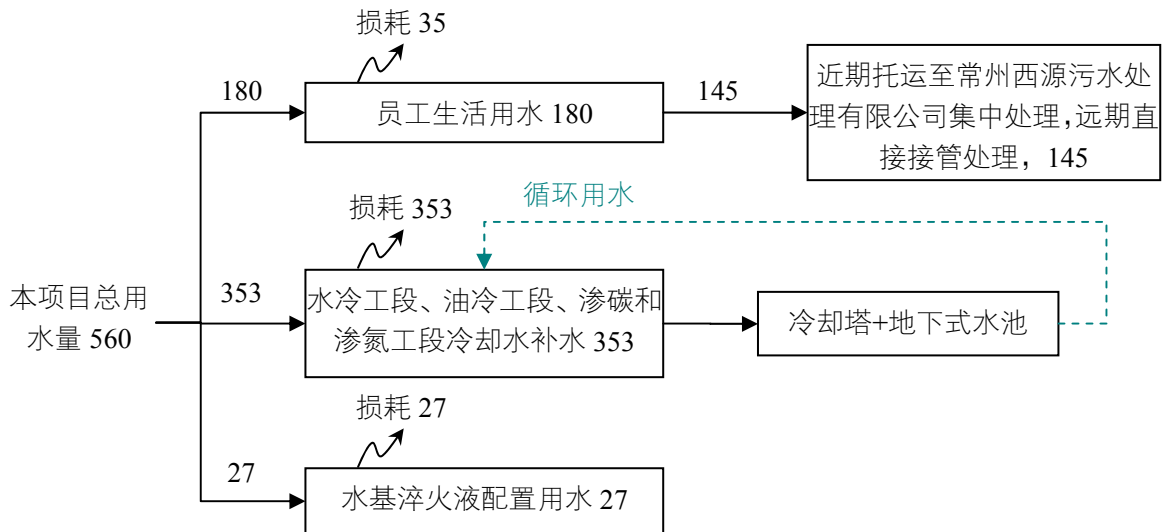 损耗 35
180
员工生活用水 180
145
近期托运至常州西源污水处
理有限公司集中处理,远期直
接接管处理，145
循环用水
损耗 353
本项目总用
水量 560
353
水冷工段、油冷工段、渗碳和
渗氮工段冷却水补水 353
冷却塔+地下式水池
损耗 27
27
水基淬火液配置用水 27